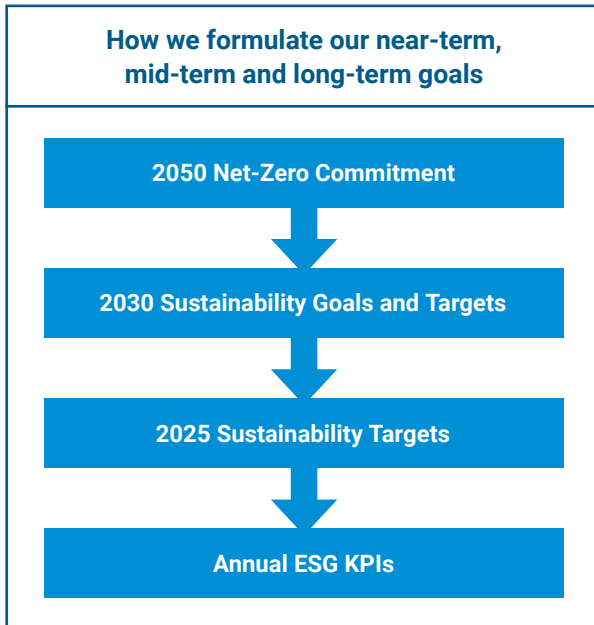 How we formulate our near-term,
mid-term and long-term goals
2050 Net-Zero Commitment
2030 Sustainability Goals and Targets
2025 Sustainability Targets
Annual ESG KPIs